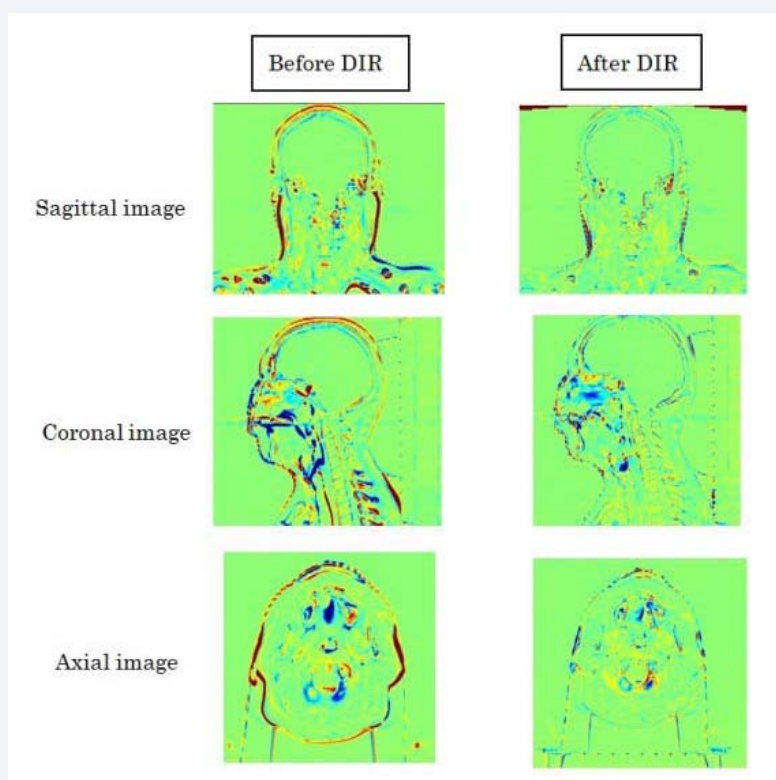 Before DIR
After DIR
Sagittal image
Coronal image
Axial image